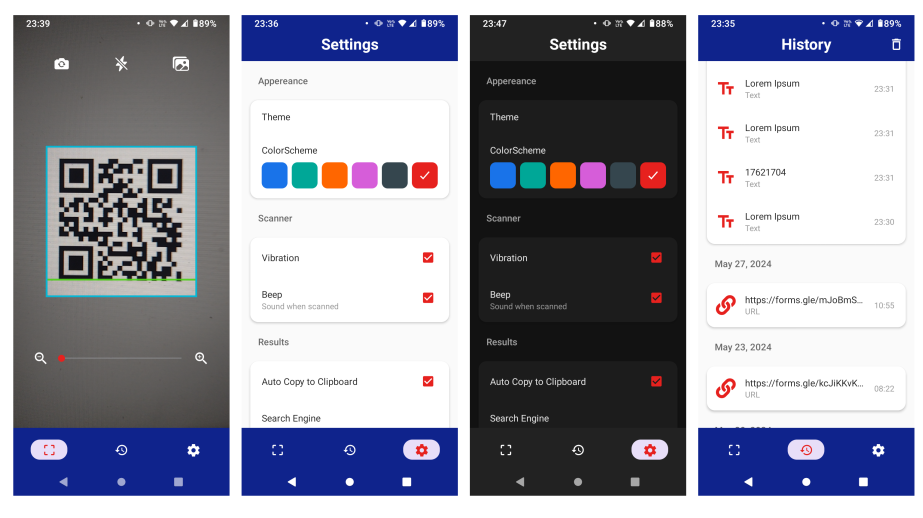 23:39
89%
23:36
89%
Settings
Appereance
Theme
ColorScheme
Scanner
Vibration
Beep
Sound when scanned
Results
Auto Copy to Clipboard
Search Engine
23:47
88%
Settings
Appereance
Theme
ColorScheme
Scanner
Vibration
Beep
Sound when scanned
Results
Auto Copy to Clipboard
Search Engine
23:35
89%
History
Lorem Ipsum
Text
23:31
Lorem Ipsum
Text
23:31
17621704
Text
23:31
Lorem Ipsum
Text
23:30
May 27, 2024
https://forms.gle/mJoBmS...
URL
10:55
May 23, 2024
https://forms.gle/kcJiKKvK...
URL
08:22